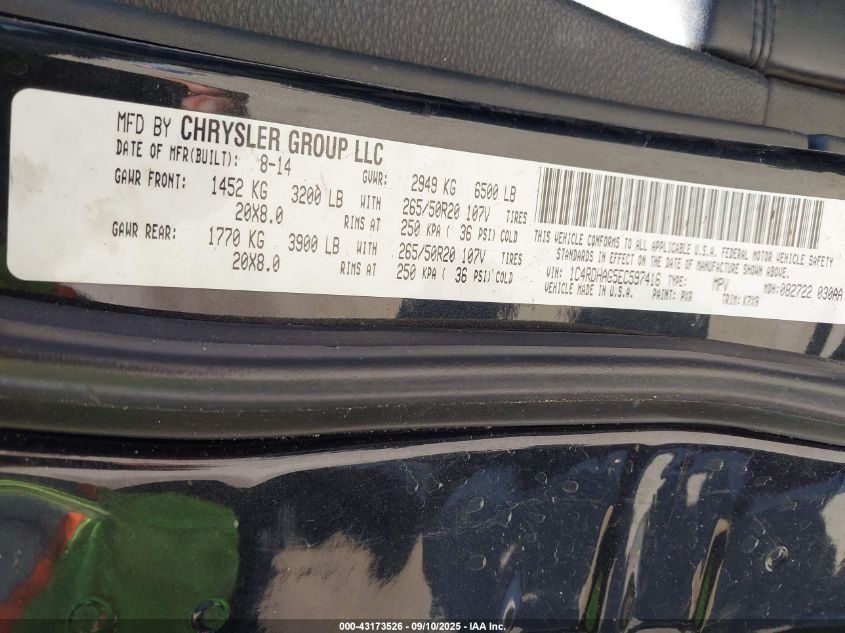 MFD BY CHRYSLER GROUP LLC
DATE OF MFR(BUILT): 8-14 GVWR: 2949 KG 6500 LB
GAWR FRONT: 1452 KG 3200 LB WITH 265/50R20 107V TIRES
20X8.0 RIMS AT 250 KPA ( 36 PSI) COLD
GAWR REAR: 1770 KG 3900 LB WITH 265/50R20 107V TIRES
20X8.0 RIMS AT 250 KPA ( 36 PSI) COLD
THIS VEHICLE CONFORMS TO ALL APPLICABLE U.S.A. FEDERAL MOTOR VEHICLE SAFETY
STANDARDS IN EFFECT ON THE DATE OF MANUFACTURE SHOWN ABOVE.
VIN: 1C4RDHAG5EC597416 TYPE: MPV MDH: 082722 030AA
MADE IN U.S.A. PAINT: PXR TRIM: K7X9
000-43173526 - 09/10/2025 - IAA Inc.